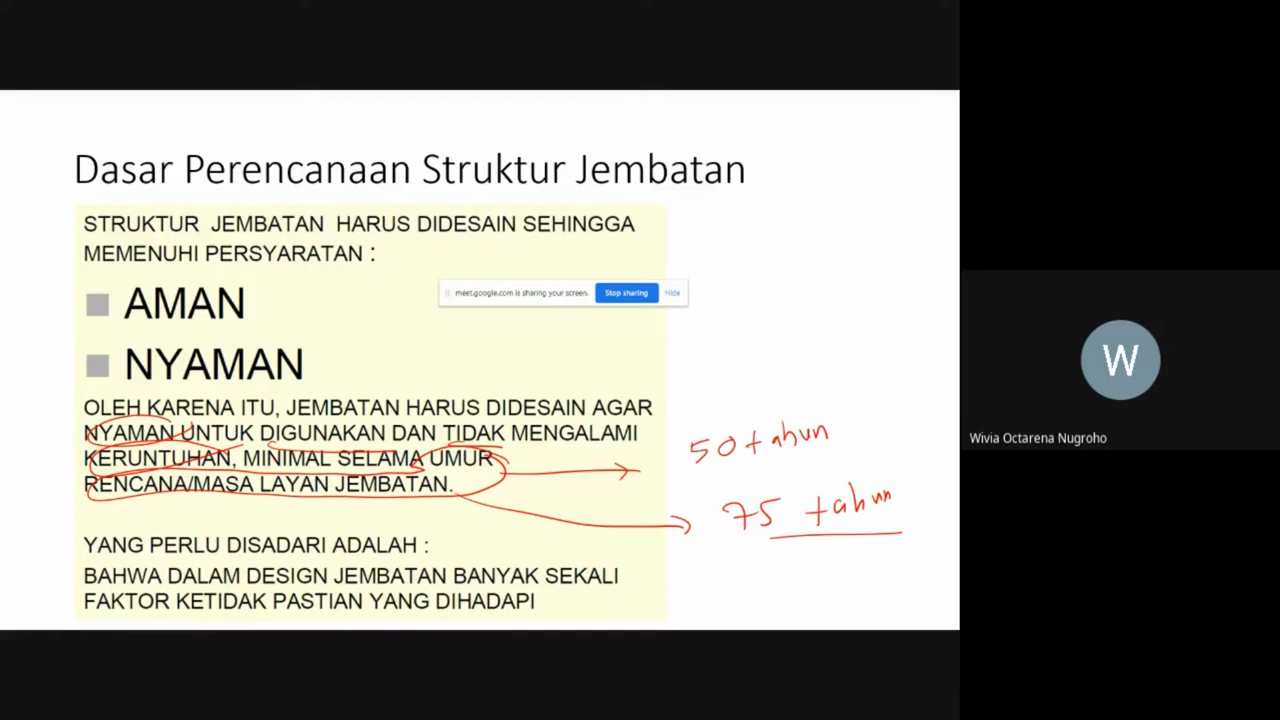 Dasar Perencanaan Struktur Jembatan
STRUKTUR JEMBATAN HARUS DIDESAIN SEHINGGA
MEMENUHI PERSYARATAN :
meet.google.com is sharing your screen. Stop sharing Hide
AMAN
NYAMAN
OLEH KARENA ITU, JEMBATAN HARUS DIDESAIN AGAR
NYAMAN UNTUK DIGUNAKAN DAN TIDAK MENGALAMI
KERUNTUHAN, MINIMAL SELAMA UMUR
RENCANA/MASA LAYAN JEMBATAN.
50 tahun
75 tahun
YANG PERLU DISADARI ADALAH :
BAHWA DALAM DESIGN JEMBATAN BANYAK SEKALI
FAKTOR KETIDAK PASTIAN YANG DIHADAPI
W
Wivia Octarena Nugroho